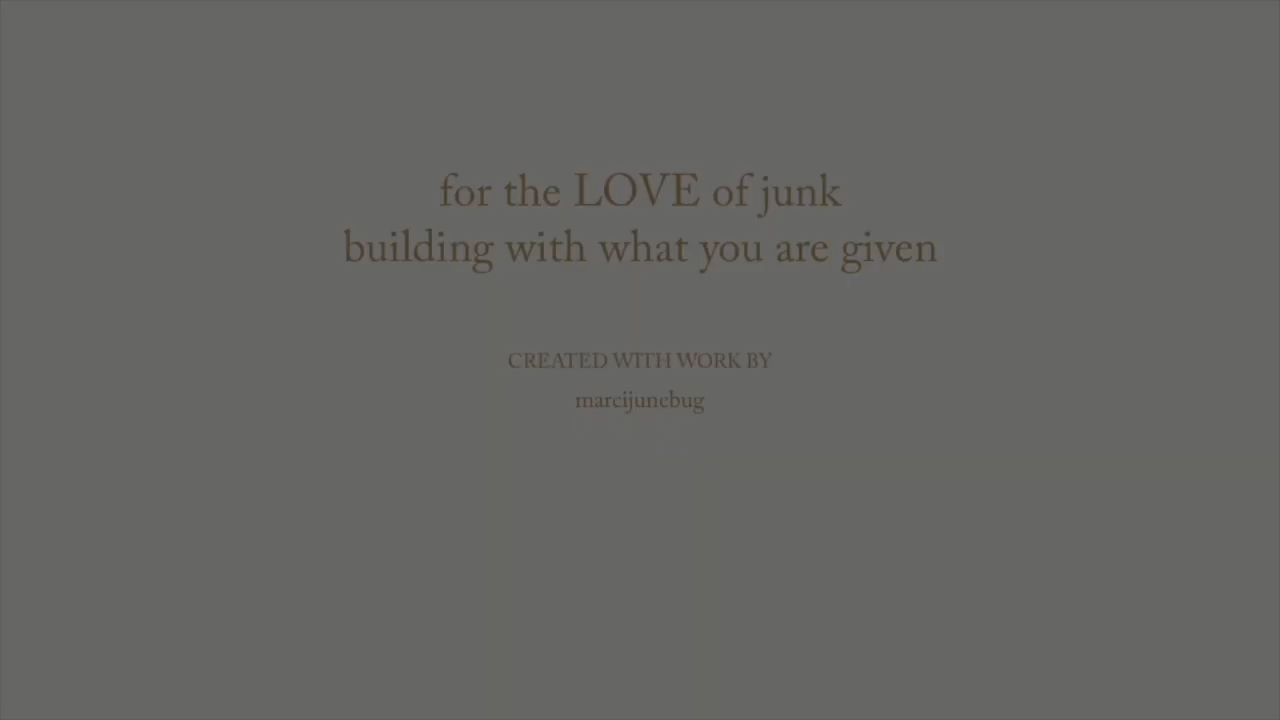 for the LOVE of junk
building with what you are given
CREATED WITH WORK BY
marcijunebug